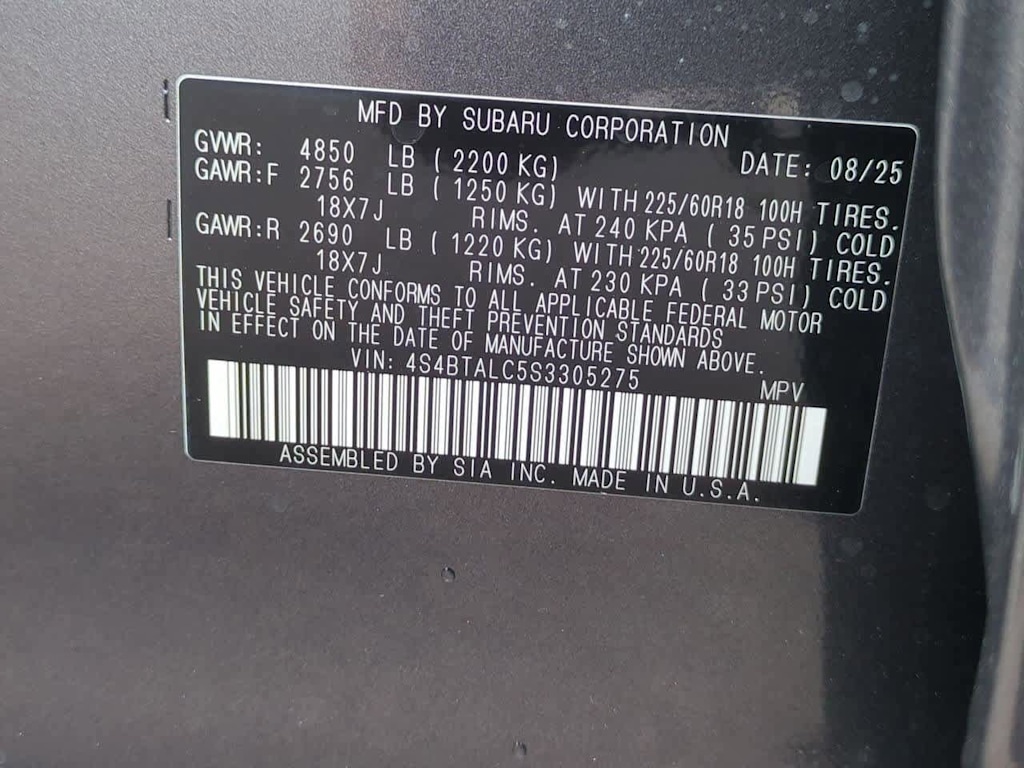 MFD BY SUBARU CORPORATION
GVWR: 4850 LB (2200 KG) DATE: 08/25
GAWR:F 2756 LB (1250 KG) WITH 225/60R18 100H TIRES.
18X7J RIMS. AT 240 KPA (35 PSI) COLD
GAWR:R 2690 LB (1220 KG) WITH 225/60R18 100H TIRES.
18X7J RIMS. AT 230 KPA (33 PSI) COLD
THIS VEHICLE CONFORMS TO ALL APPLICABLE FEDERAL MOTOR
VEHICLE SAFETY AND THEFT PREVENTION STANDARDS
IN EFFECT ON THE DATE OF MANUFACTURE SHOWN ABOVE.
VIN: 4S4BTALC5S3305275 MPV
ASSEMBLED BY SIA INC. MADE IN U.S.A.